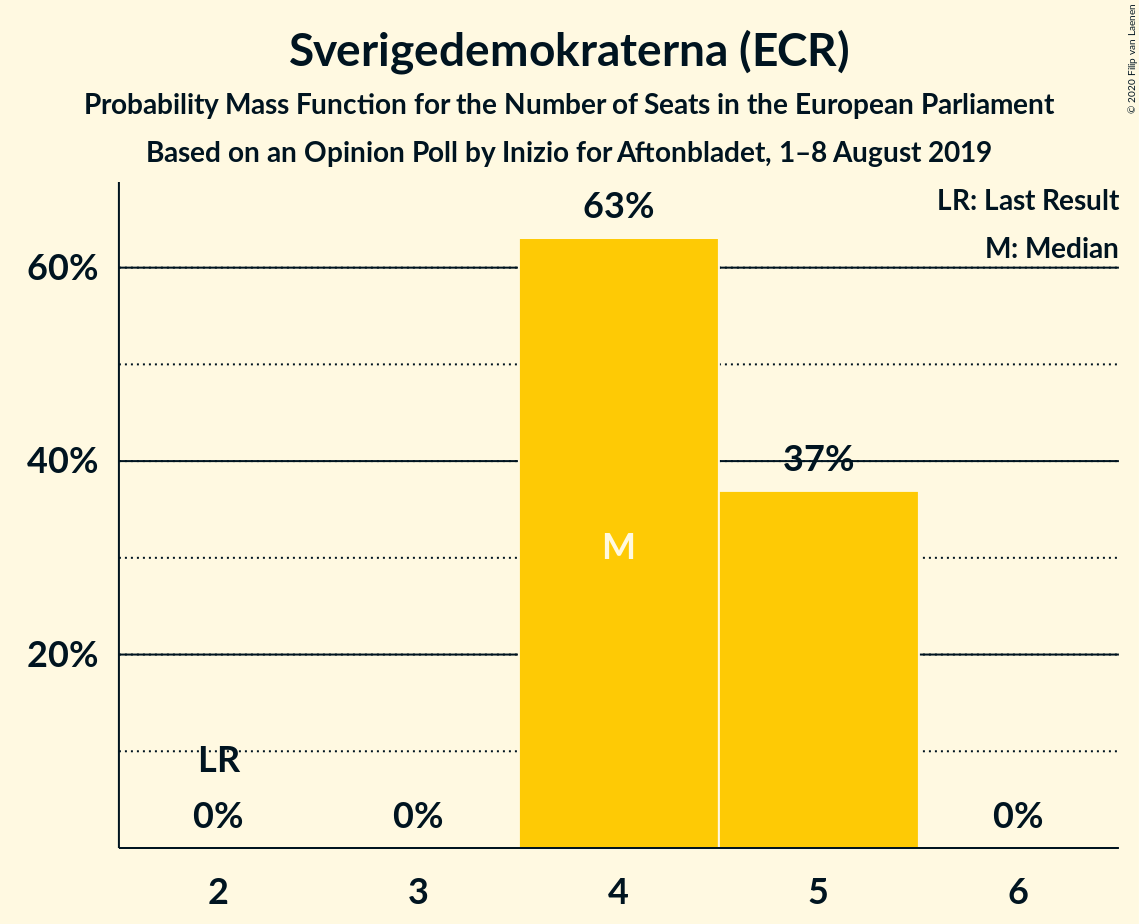 Sverigedemokraterna (ECR)
Probability Mass Function for the Number of Seats in the European Parliament
Based on an Opinion Poll by Inizio for Aftonbladet, 1–8 August 2019
© 2020 Filip van Laenen
LR: Last Result
M: Median
63%
60%
40%
37%
M
20%
LR
0%
0%
0%
2
3
4
5
6